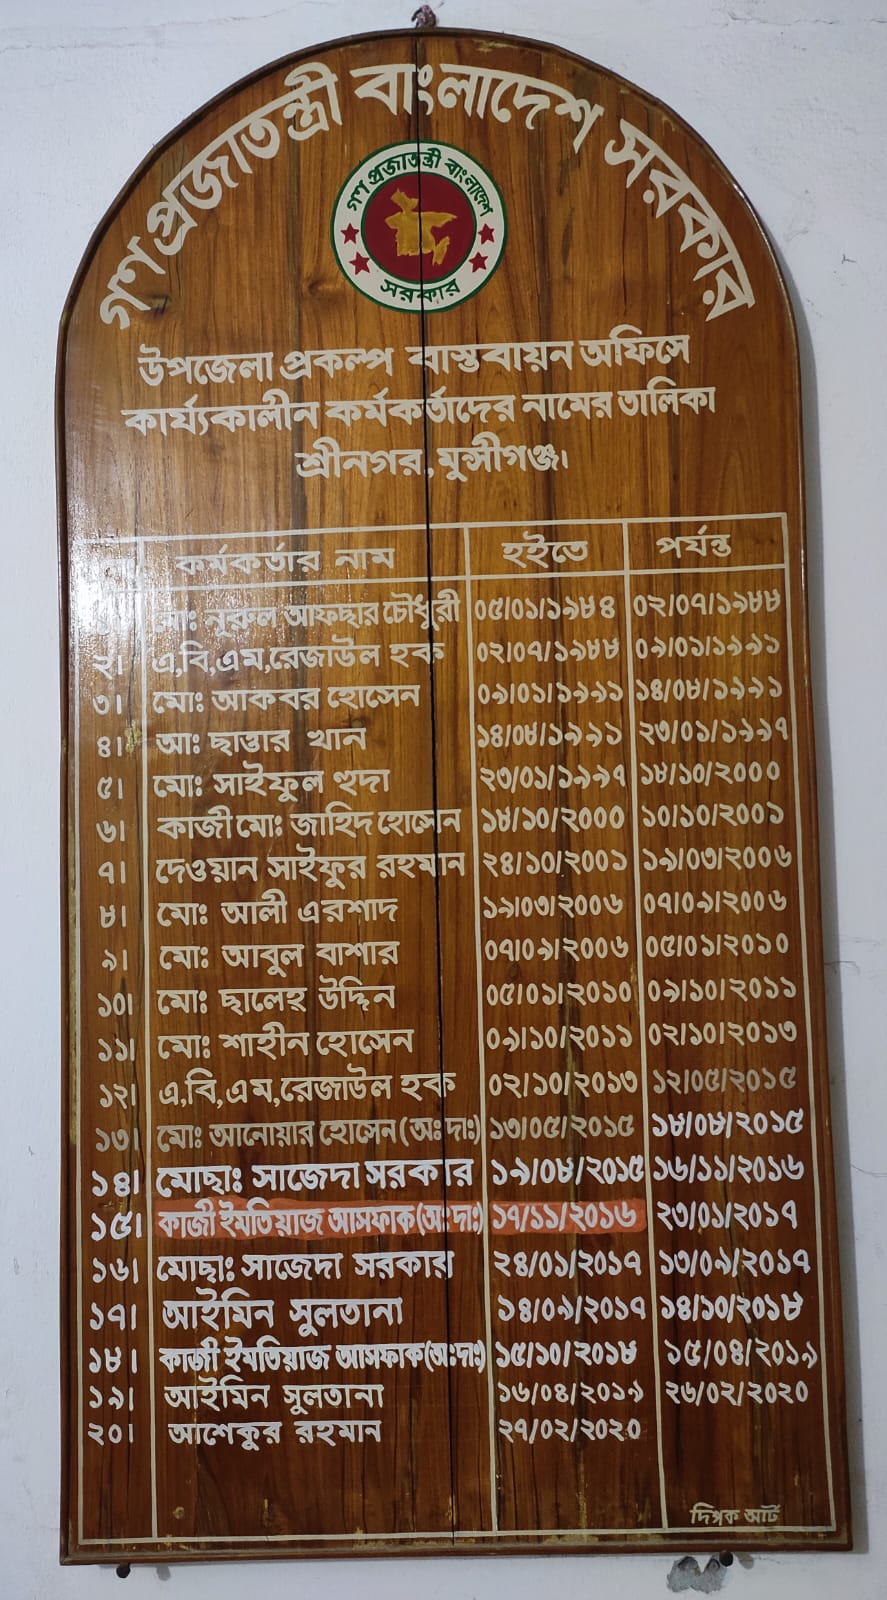 গণ প্রজাতন্ত্রী বাংলাদেশ সরকার
গণ প্রজাতন্ত্রী বাংলাদেশ
সরকার
উপজেলা প্রকল্প বাস্তবায়ন অফিসে
কার্য্যকালীন কর্মকর্তাদের নামের তালিকা
শ্রীনগর, মুন্সীগঞ্জ।
কর্মকর্তার নাম হইতে পর্যন্ত
১। মোঃ নূরুল আফছার চৌধুরী ০৫/০১/১৯৮৪ ০২/০৭/১৯৮৮
২। এ,বি,এম,রেজাউল হক ০২/০৭/১৯৮৮ ০৯/০১/১৯৯১
৩। মোঃ আকবর হোসেন ০৯/০১/১৯৯১ ১৪/০৮/১৯৯১
৪। আঃ ছাত্তার খান ১৪/০৮/১৯৯১ ২৩/০১/১৯৯৭
৫। মোঃ সাইফুল হুদা ২৩/০১/১৯৯৭ ১৮/১০/২০০০
৬। কাজী মোঃ জাহিদ হোসেন ১৮/১০/২০০০ ১০/১০/২০০১
৭। দেওয়ান সাইফুর রহমান ২৪/১০/২০০১ ১৯/০৩/২০০৬
৮। মোঃ আলী এরশাদ ১৯/০৩/২০০৬ ০৭/০৯/২০০৬
৯। মোঃ আবুল বাশার ০৭/০৯/২০০৬ ০৫/০১/২০১০
১০। মোঃ ছালেহ্ উদ্দিন ০৫/০১/২০১০ ০৯/১০/২০১১
১১। মোঃ শাহীন হোসেন ০৯/১০/২০১১ ০২/১০/২০১৩
১২। এ,বি,এম,রেজাউল হক ০২/১০/২০১৩ ১২/০৫/২০১৫
১৩। মোঃ আনোয়ার হোসেন (অঃ দাঃ) ১৩/০৫/২০১৫ ১৮/০৮/২০১৫
১৪। মোছাঃ সাজেদা সরকার ১৯/০৮/২০১৫ ১৬/১১/২০১৬
১৫। কাজী ইমতিয়াজ আসফাক (অঃ দাঃ) ১৭/১১/২০১৬ ২৩/০১/২০১৭
১৬। মোছাঃ সাজেদা সরকার ২৪/০১/২০১৭ ১৩/০৯/২০১৭
১৭। আইমিন সুলতানা ১৪/০৯/২০১৭ ১৪/১০/২০১৮
১৮। কাজী ইমতিয়াজ আসফাক (অঃ দাঃ) ১৫/১০/২০১৮ ১৫/০৪/২০১৯
১৯। আইমিন সুলতানা ১৬/০৪/২০১৯ ২৬/০২/২০২০
২০। আশেকুর রহমান ২৭/০২/২০২০
আর্ট